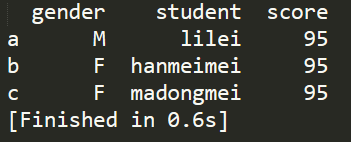 gender student score
a M lilei 95
b F hanmeimei 95
c F madongmei 95
[Finished in 0.6s]